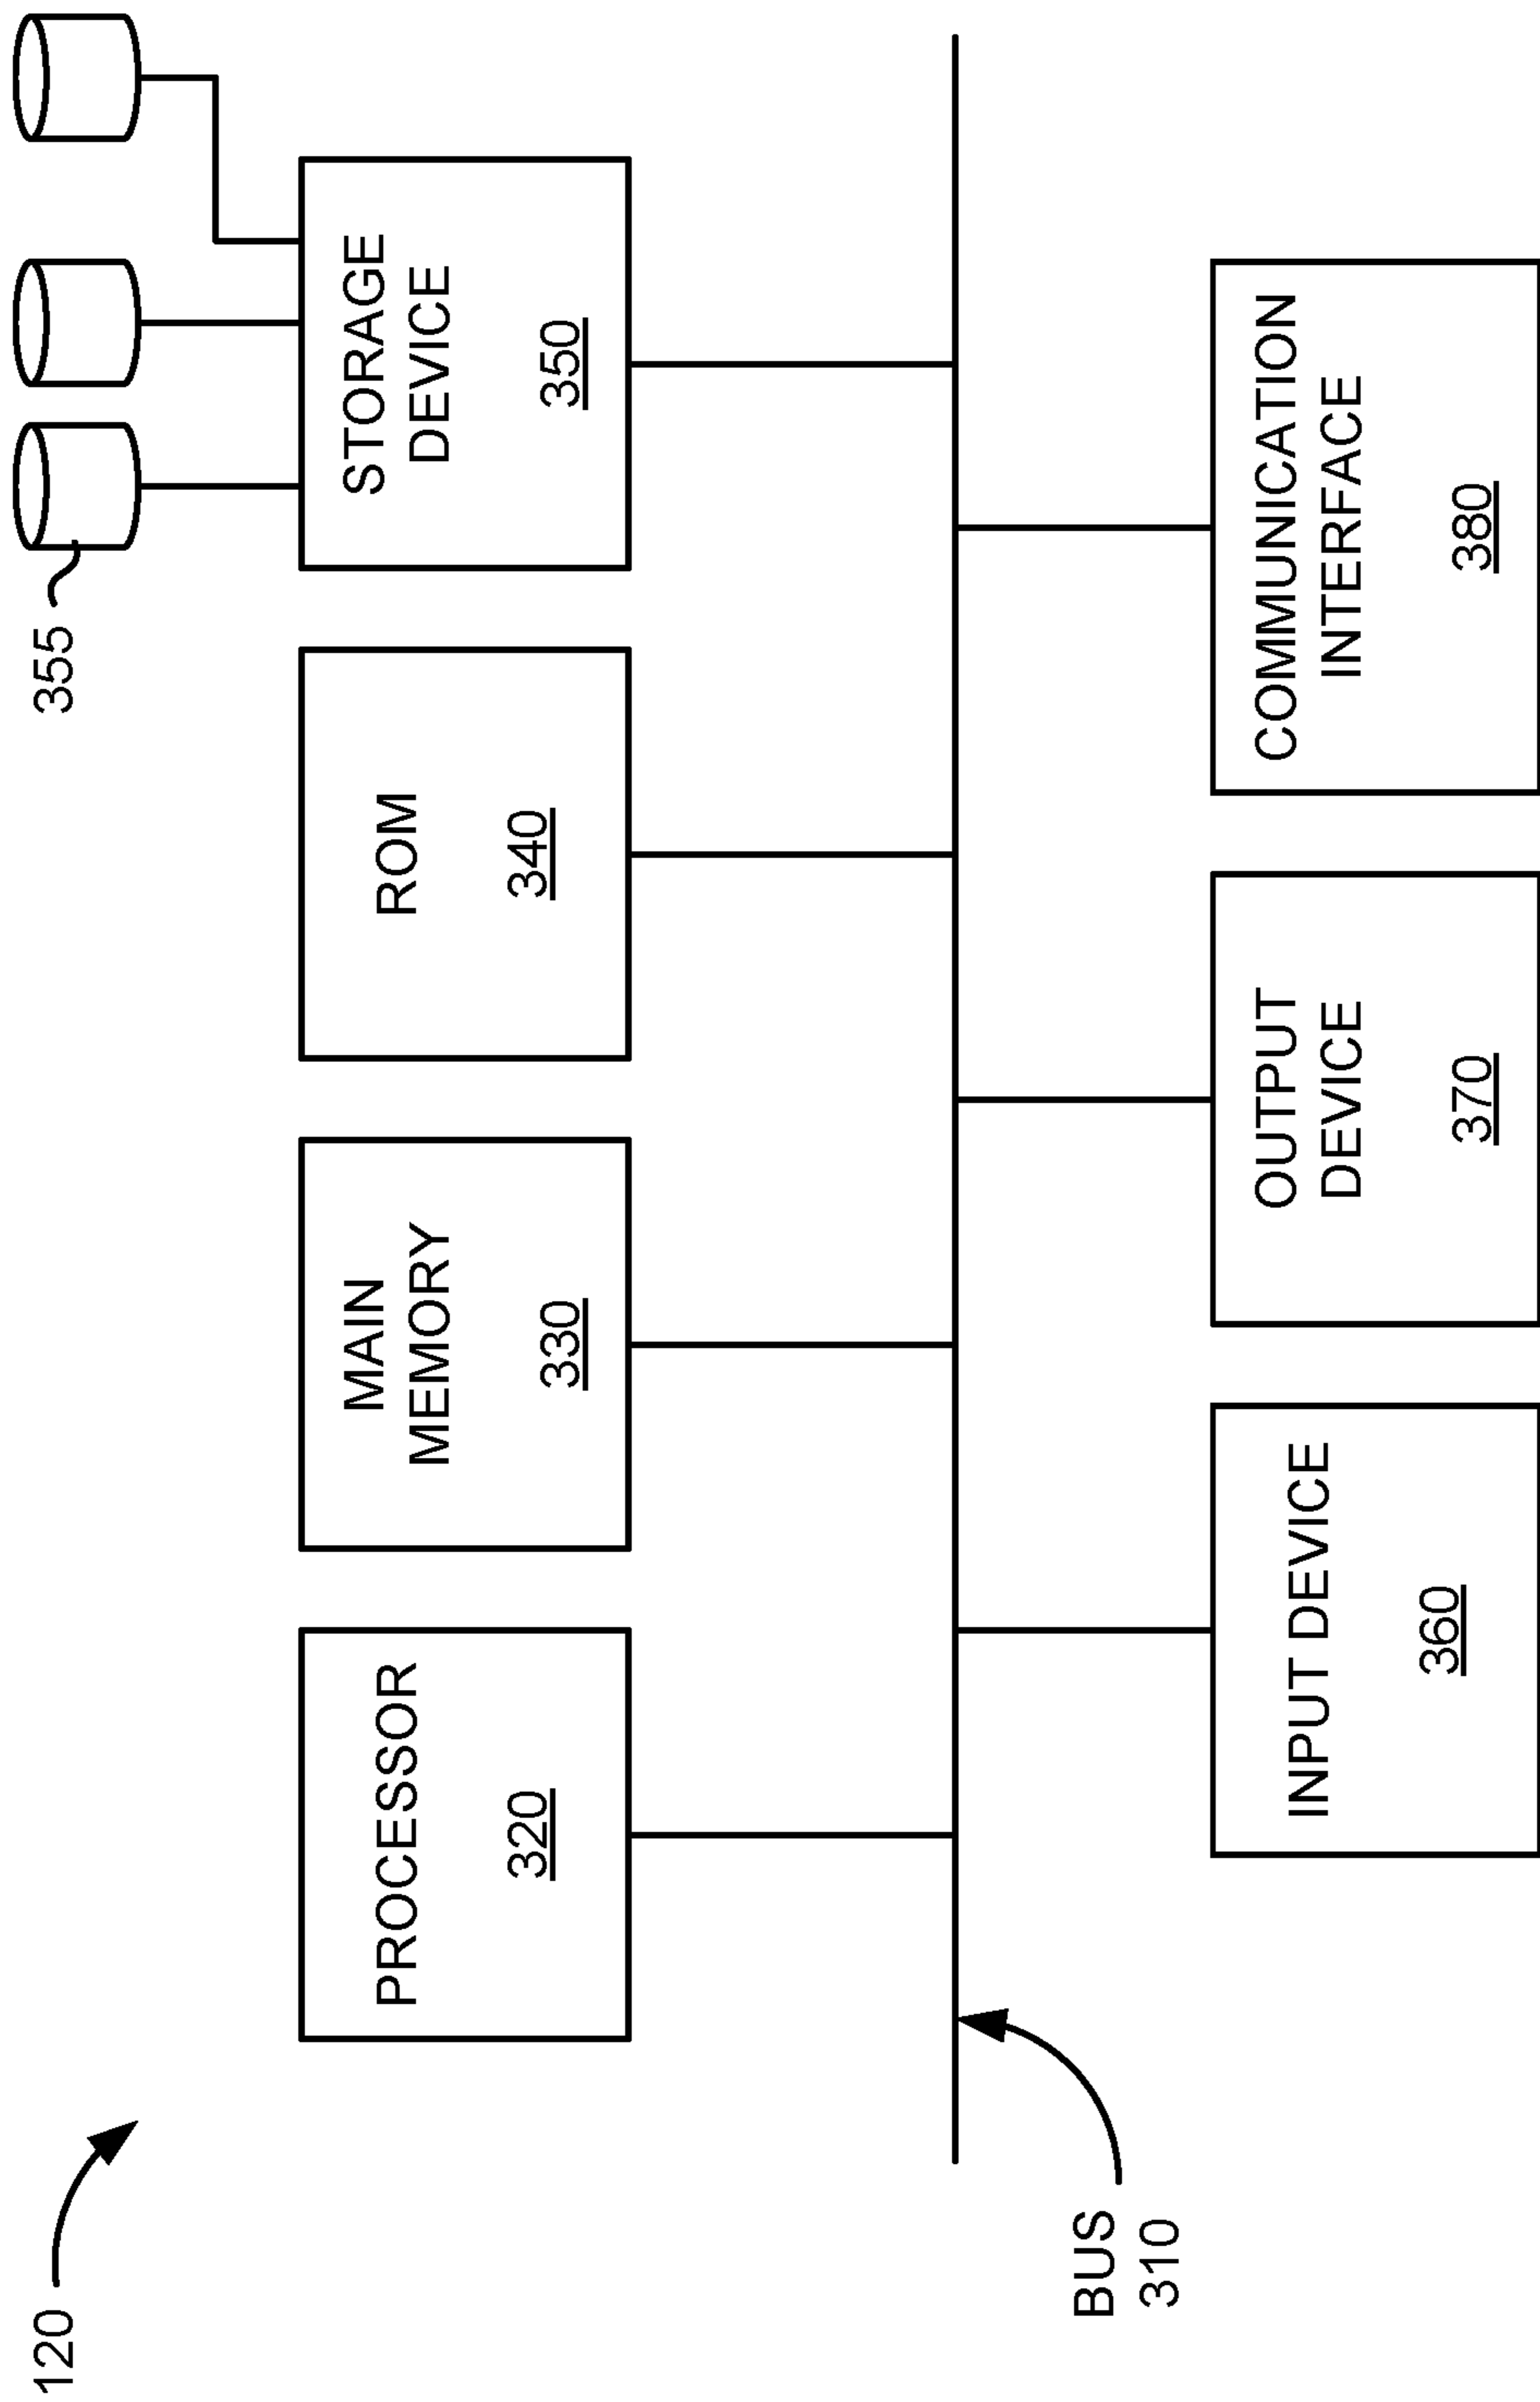 120
355
PROCESSOR
320
MAIN
MEMORY
330
ROM
340
STORAGE
DEVICE
350
BUS
310
INPUT DEVICE
360
OUTPUT
DEVICE
370
COMMUNICATION
INTERFACE
380